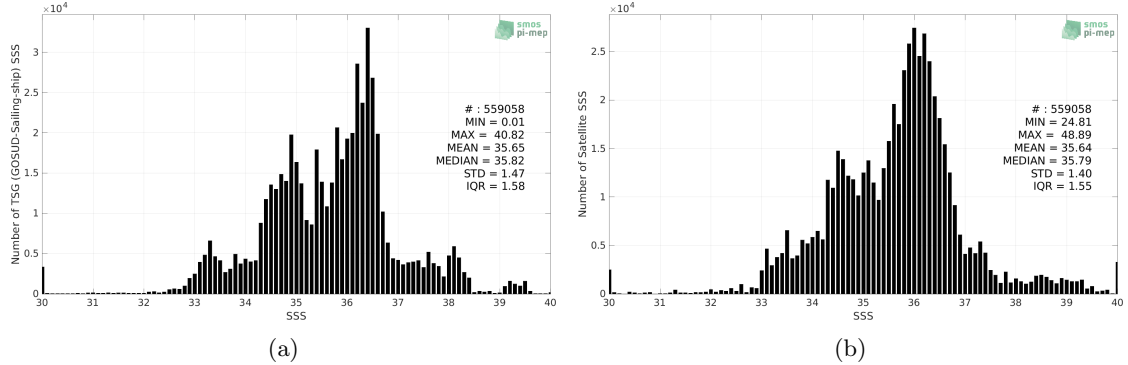 ×10⁴
smos
pi-mep
Number of TSG (GOSUD-Sailing-ship) SSS
3
2.5
2
1.5
1
0.5
0
# : 559058
MIN = 0.01
MAX = 40.82
MEAN = 35.65
MEDIAN = 35.82
STD = 1.47
IQR = 1.58
30 31 32 33 34 35 36 37 38 39 40
SSS
(a)
×10⁴
smos
pi-mep
Number of Satellite SSS
2.5
2
1.5
1
0.5
0
# : 559058
MIN = 24.81
MAX = 48.89
MEAN = 35.64
MEDIAN = 35.79
STD = 1.40
IQR = 1.55
30 31 32 33 34 35 36 37 38 39 40
SSS
(b)